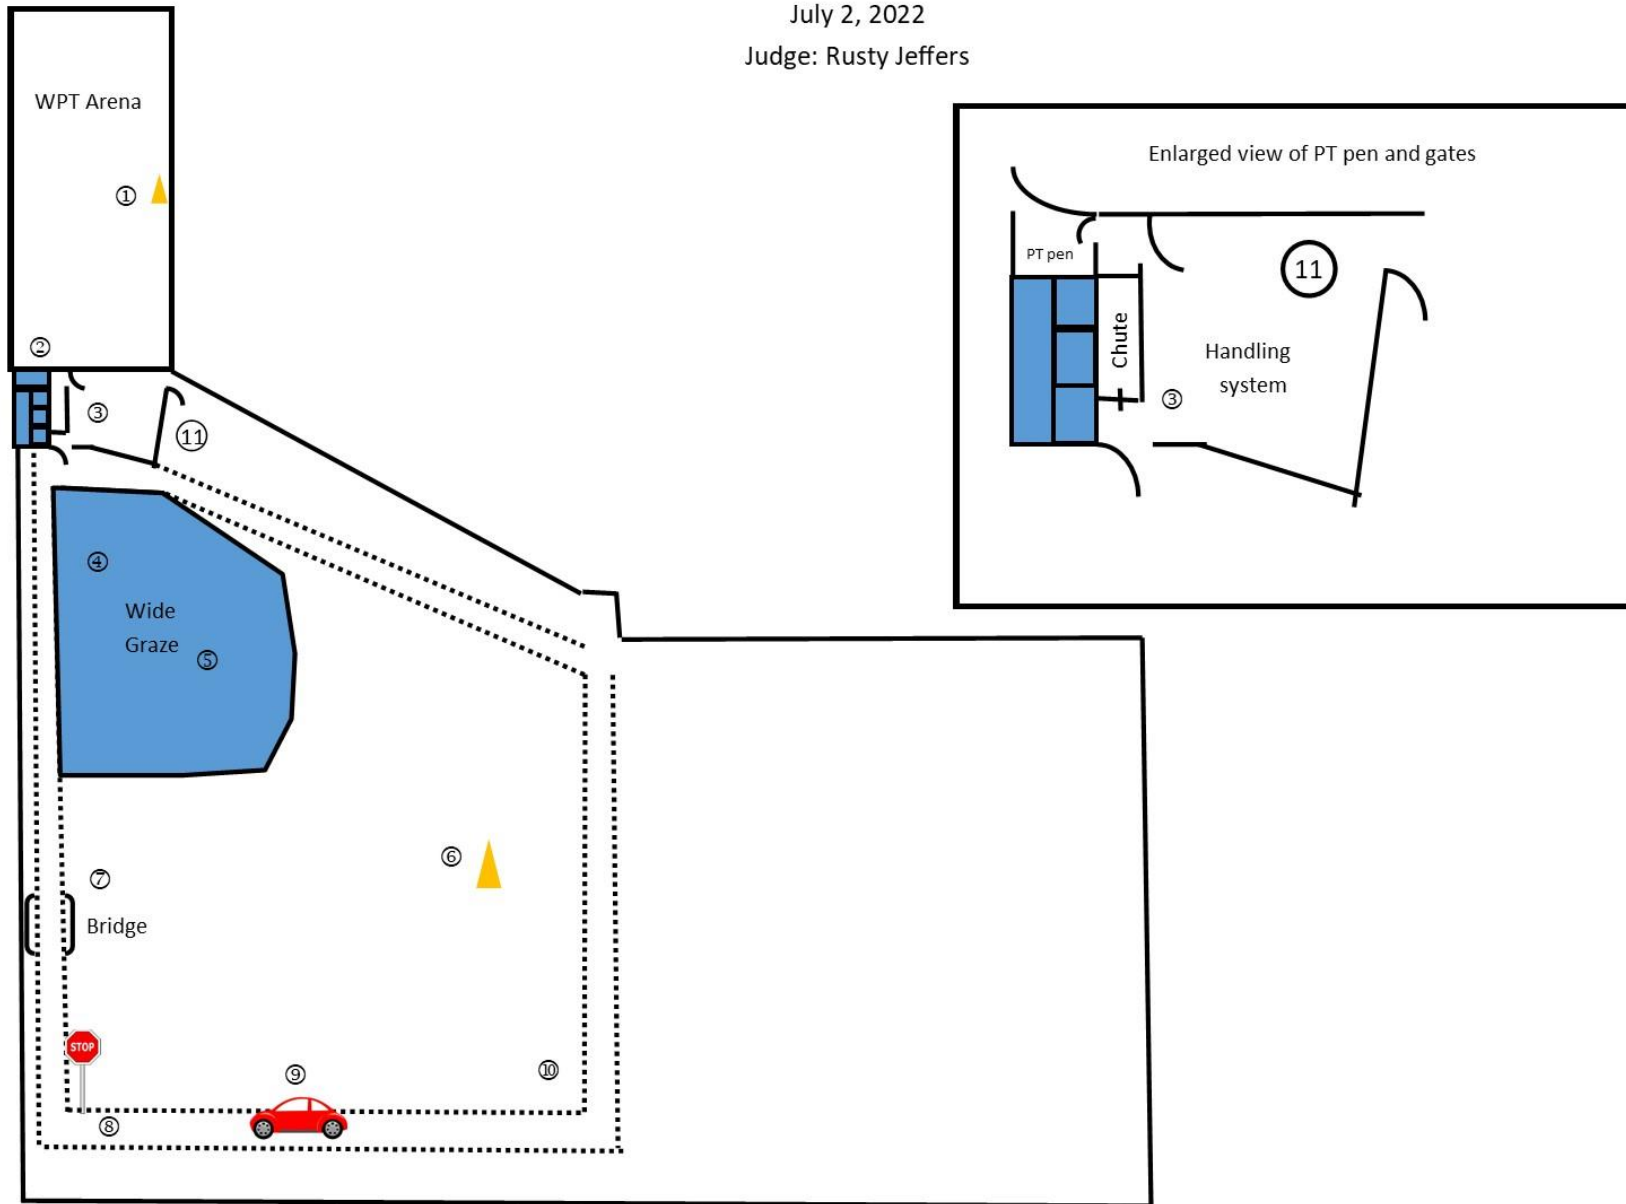 July 2, 2022
Judge: Rusty Jeffers
WPT Arena
①
②
③
⑪
④
Wide
Graze
⑤
⑥
⑦
Bridge
STOP
⑧
⑨
⑩
Enlarged view of PT pen and gates
PT pen
11
Chute
Handling
system
③